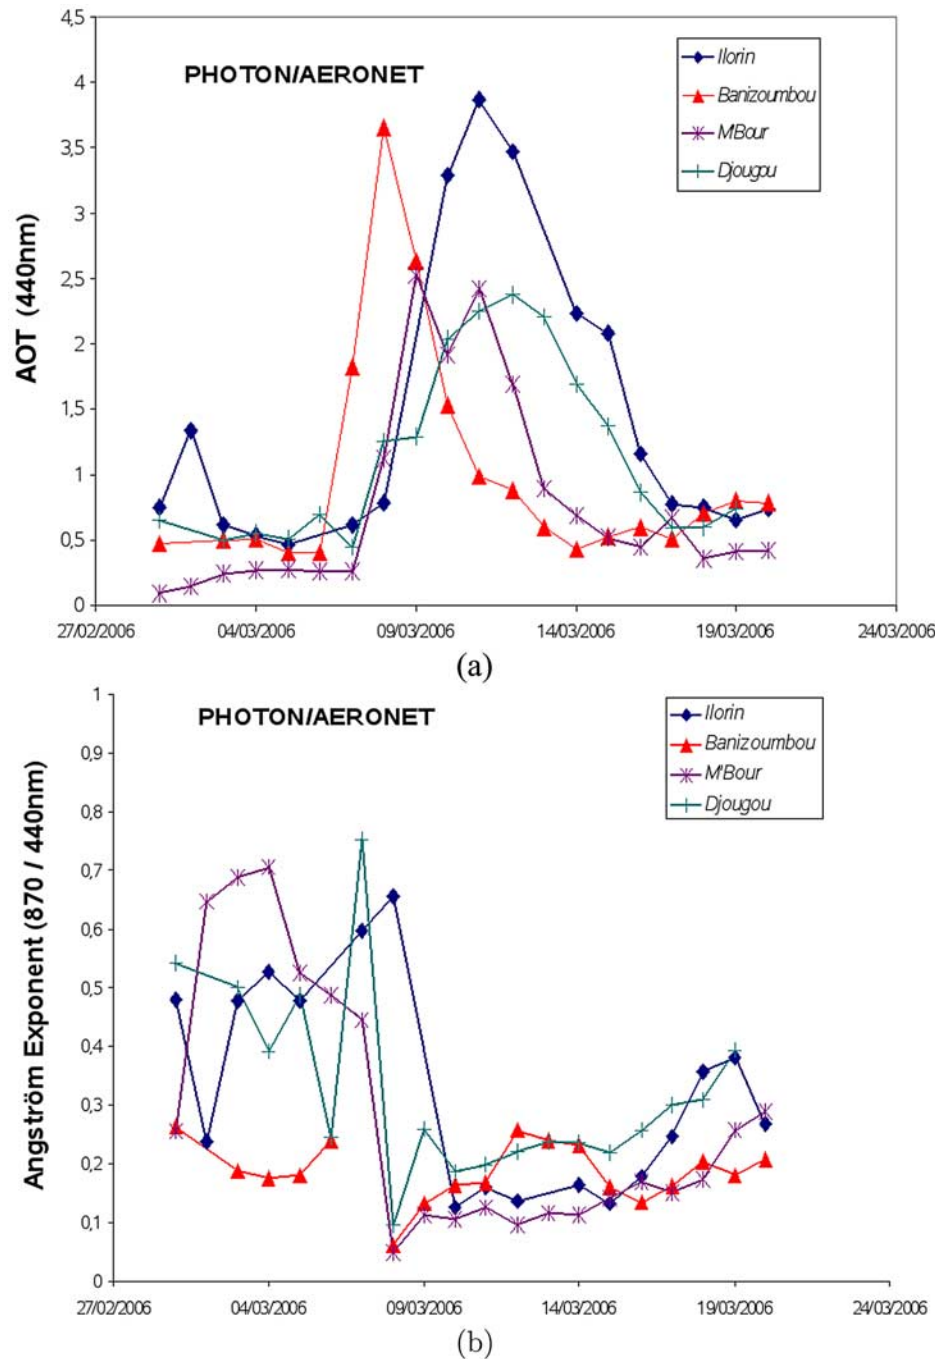 4,5
PHOTON/AERONET
Ilorin
Banizoumbou
M'Bour
Djougou
4
3,5
3
2,5
2
1,5
1
0,5
0
AOT (440nm)
27/02/2006 04/03/2006 09/03/2006 14/03/2006 19/03/2006 24/03/2006
(a)
1
PHOTON/AERONET
Ilorin
Banizoumbou
M'Bour
Djougou
0,9
0,8
0,7
0,6
0,5
0,4
0,3
0,2
0,1
0
Angström Exponent (870 / 440nm)
27/02/2006 04/03/2006 09/03/2006 14/03/2006 19/03/2006 24/03/2006
(b)